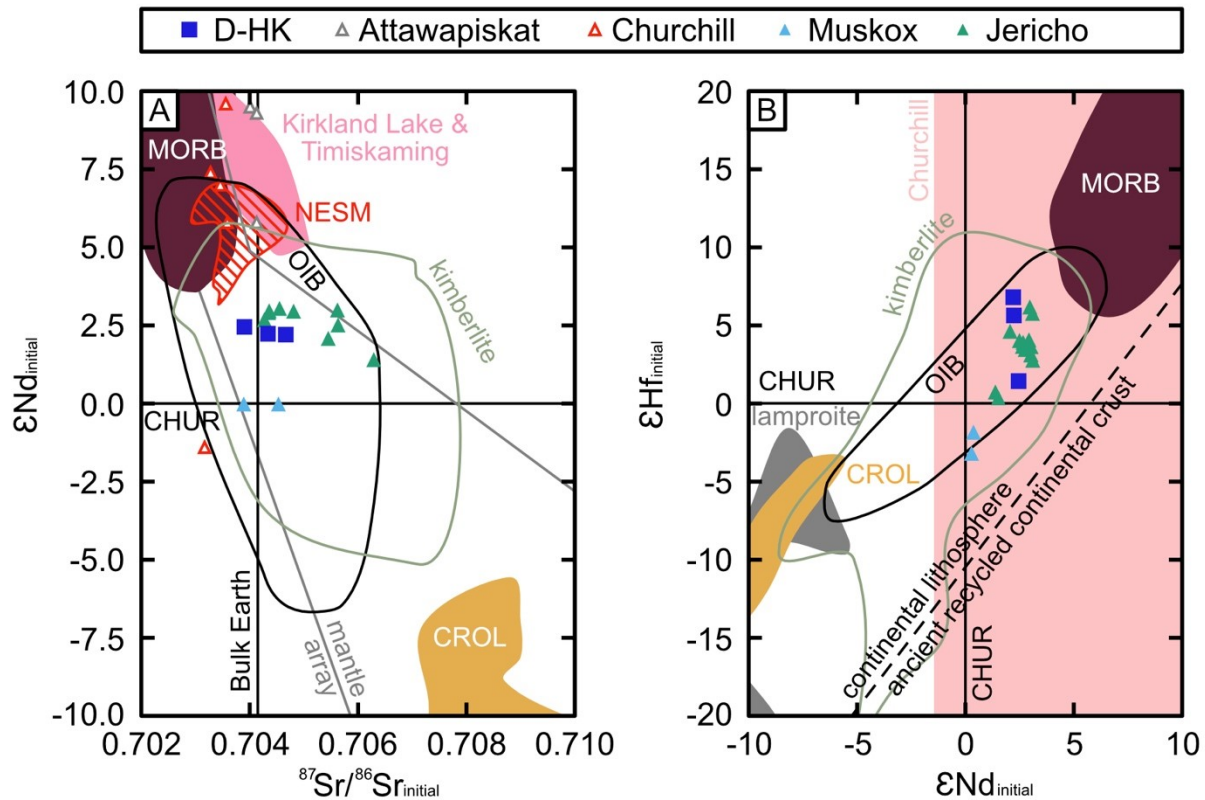 D-HK Attawapiskat Churchill Muskox Jericho
A
10.0
7.5
5.0
2.5
0.0
-2.5
-5.0
-7.5
-10.0
εNdinitial
MORB
Kirkland Lake &
Timiskaming
NESM
OIB
kimberlite
CHUR
Bulk Earth
mantle
array
CROL
0.702 0.704 0.706 0.708 0.710
⁸⁷Sr/⁸⁶Srinitial
B
20
15
10
5
0
-5
-10
-15
-20
εHfinitial
Churchill
MORB
kimberlite
OIB
CHUR
lamproite
CROL
continental lithosphere
ancient recycled continental crust
CHUR
-10 -5 0 5 10
εNdinitial